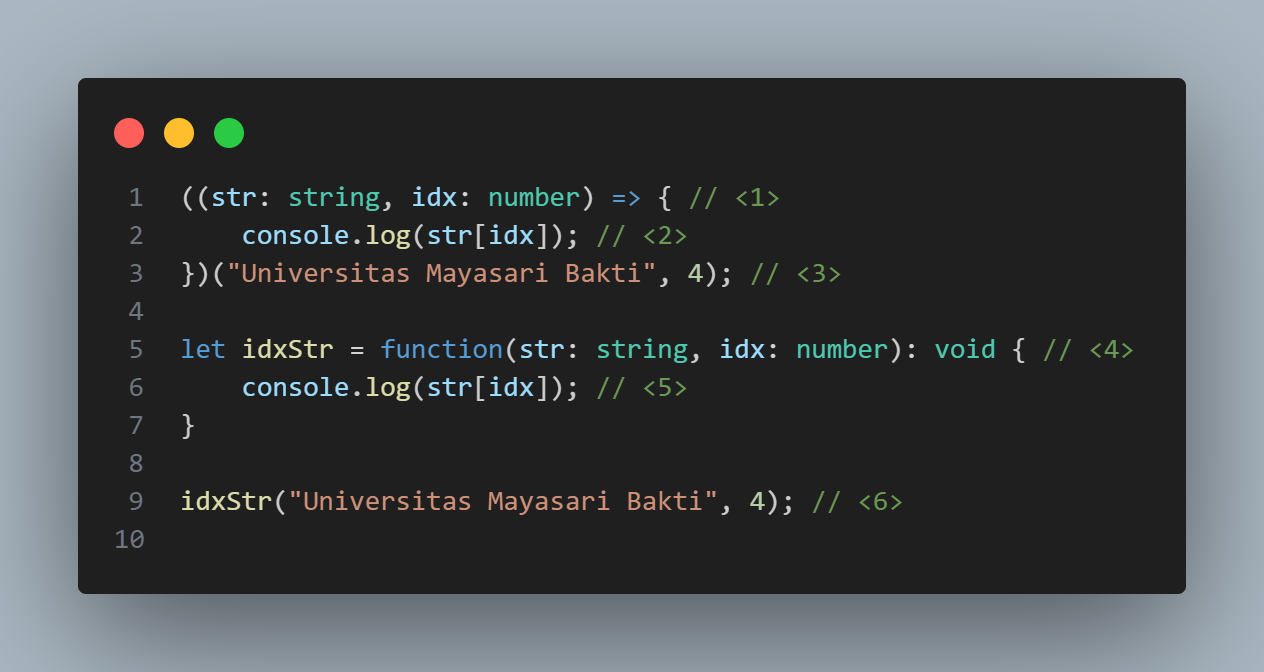 1 ((str: string, idx: number) => { // <1>
2     console.log(str[idx]); // <2>
3 })("Universitas Mayasari Bakti", 4); // <3>
4
5 let idxStr = function(str: string, idx: number): void { // <4>
6     console.log(str[idx]); // <5>
7 }
8
9 idxStr("Universitas Mayasari Bakti", 4); // <6>
10